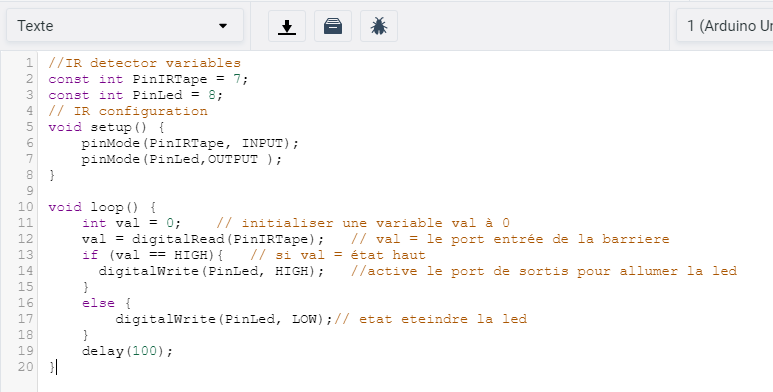 Texte
1 (Arduino Ur
1 //IR detector variables
2 const int PinIRTape = 7;
3 const int PinLed = 8;
4 // IR configuration
5 void setup() {
6     pinMode(PinIRTape, INPUT);
7     pinMode(PinLed,OUTPUT );
8 }
9
10 void loop() {
11     int val = 0;    // initialiser une variable val à 0
12     val = digitalRead(PinIRTape);   // val = le port entrée de la barriere
13     if (val == HIGH){   // si val = état haut
14       digitalWrite(PinLed, HIGH);   //active le port de sortis pour allumer la led
15     }
16     else {
17         digitalWrite(PinLed, LOW);// etat eteindre la led
18     }
19     delay(100);
20 }